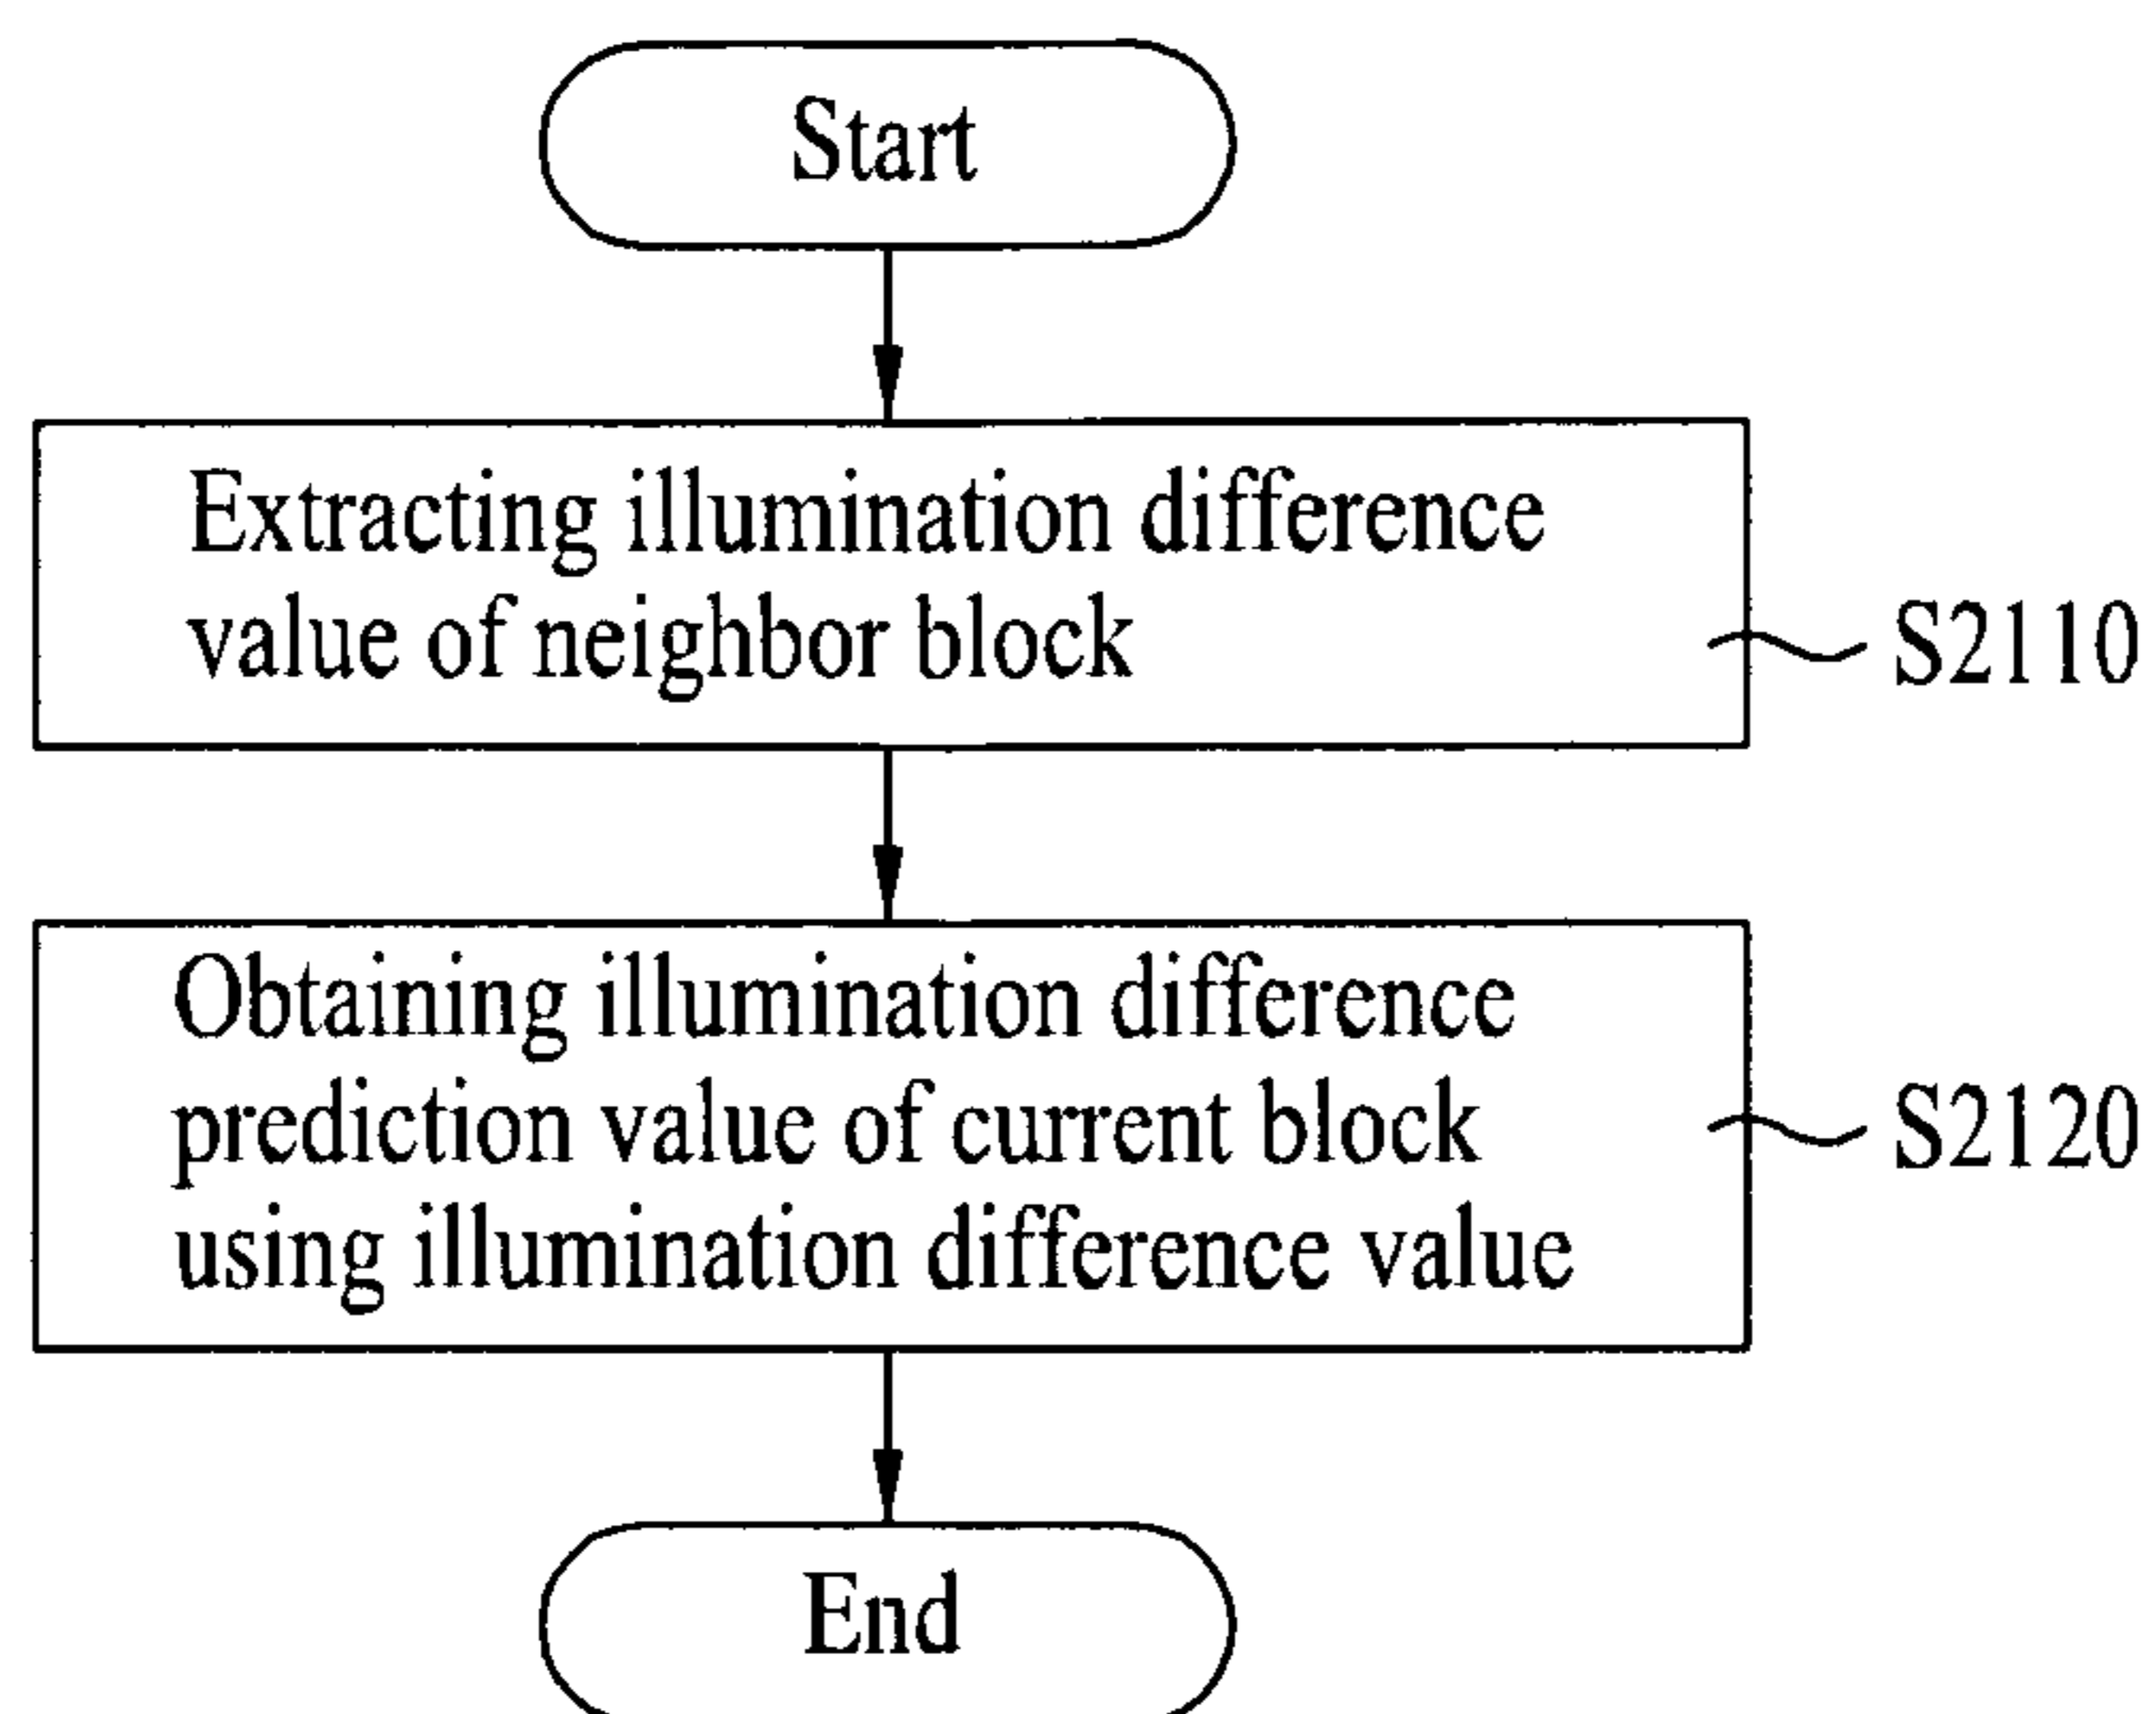 Start
Extracting illumination difference
value of neighbor block
S2110
Obtaining illumination difference
prediction value of current block
using illumination difference value
S2120
End